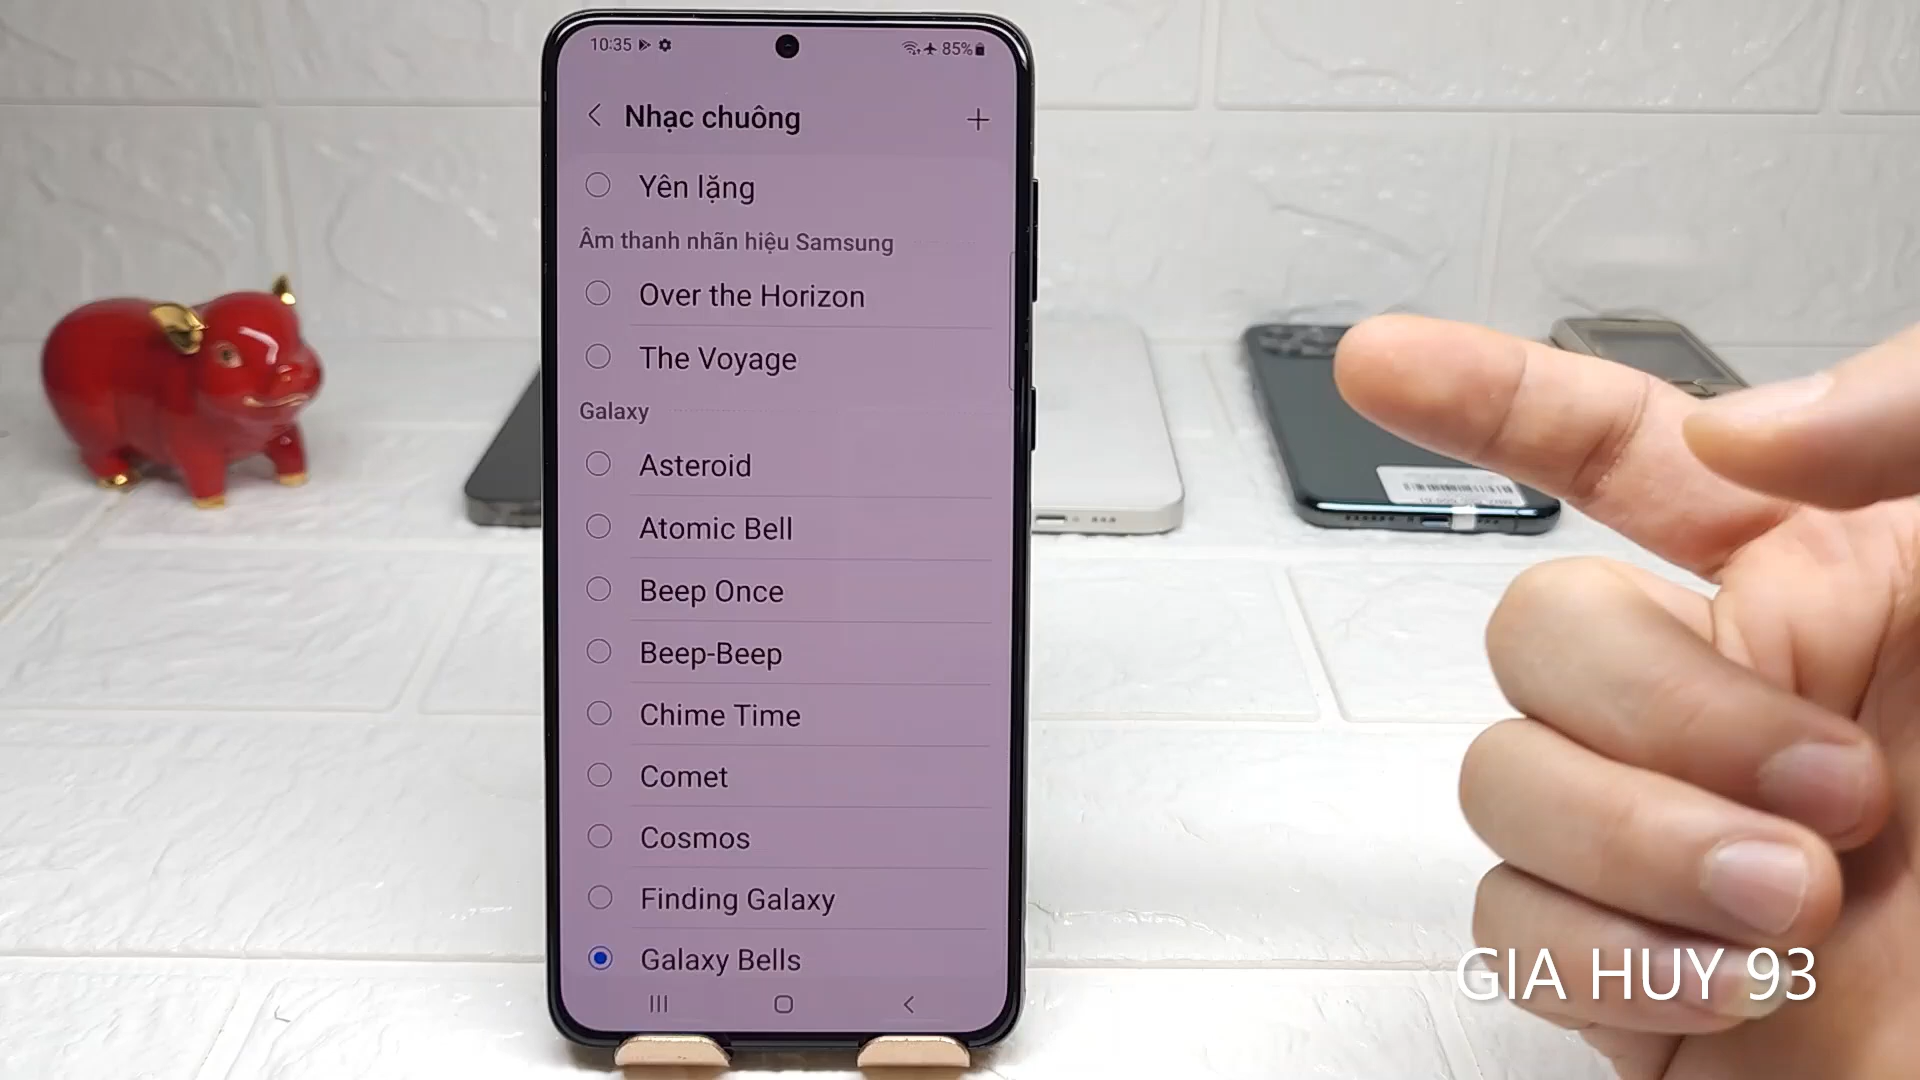 10:35
85%
Nhạc chuông
Yên lặng
Âm thanh nhãn hiệu Samsung
Over the Horizon
The Voyage
Galaxy
Asteroid
Atomic Bell
Beep Once
Beep-Beep
Chime Time
Comet
Cosmos
Finding Galaxy
Galaxy Bells
GIA HUY 93